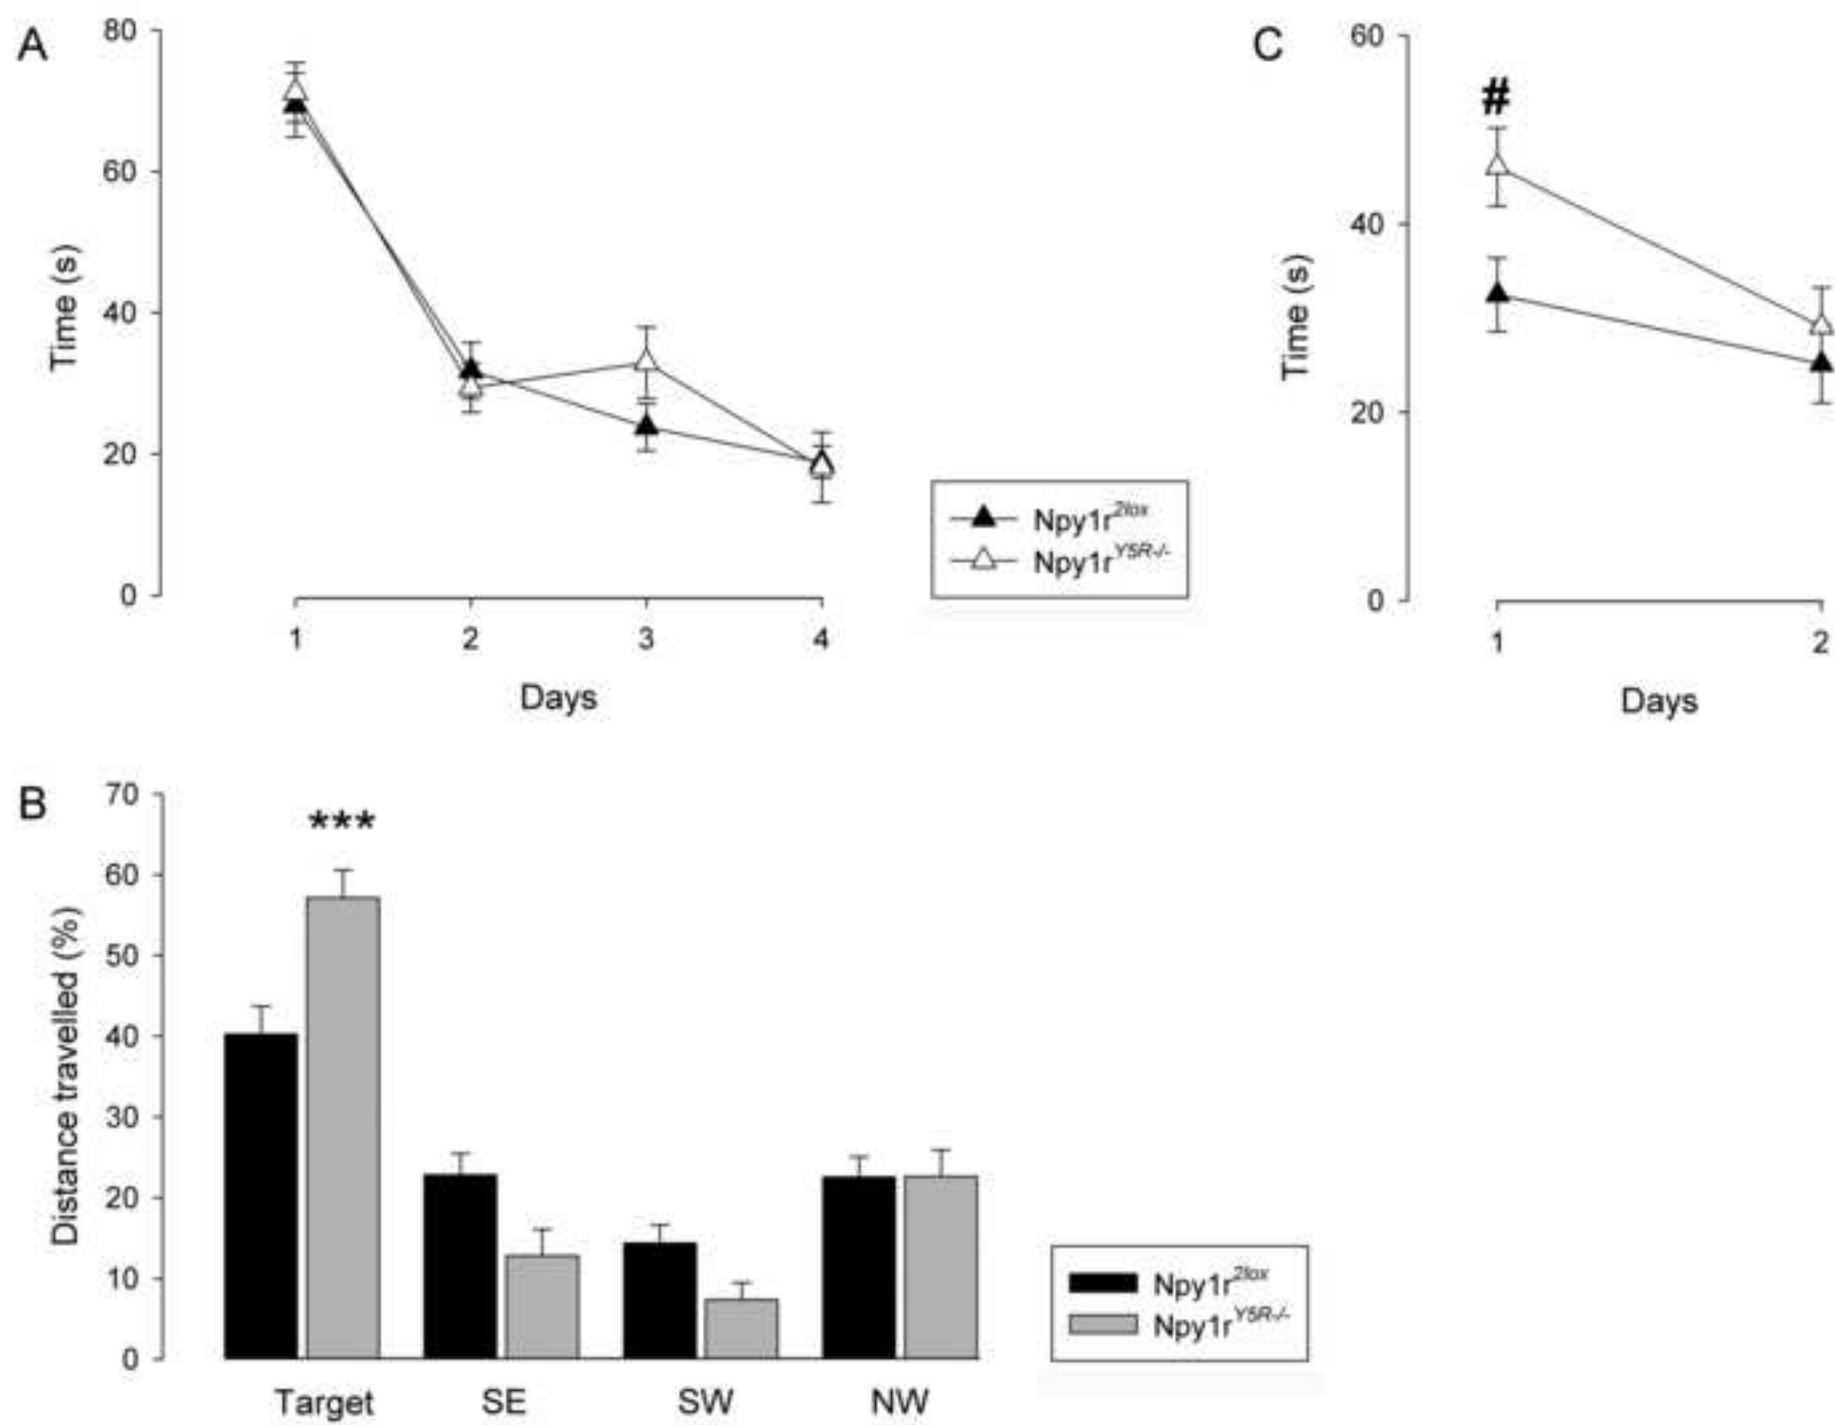 A
80
60
40
20
0
Time (s)
1 2 3 4
Days
Npy1r2lox
Npy1rY5R-/-
C
60
40
20
0
Time (s)
#
1 2
Days
B
70
60
50
40
30
20
10
0
Distance travelled (%)
***
Target SE SW NW
Npy1r2lox
Npy1rY5R-/-